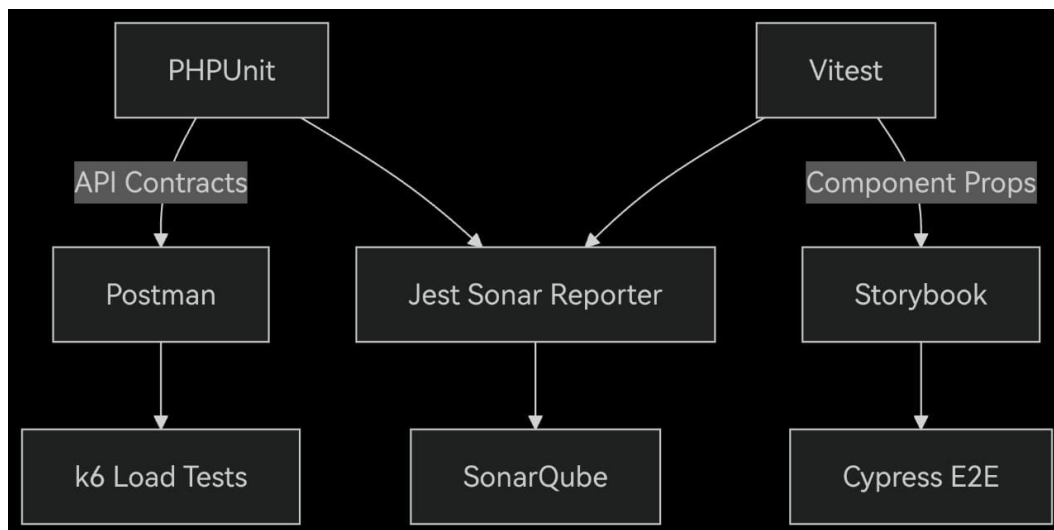 PHPUnit
Vitest
API Contracts
Component Props
Postman
Jest Sonar Reporter
Storybook
k6 Load Tests
SonarQube
Cypress E2E